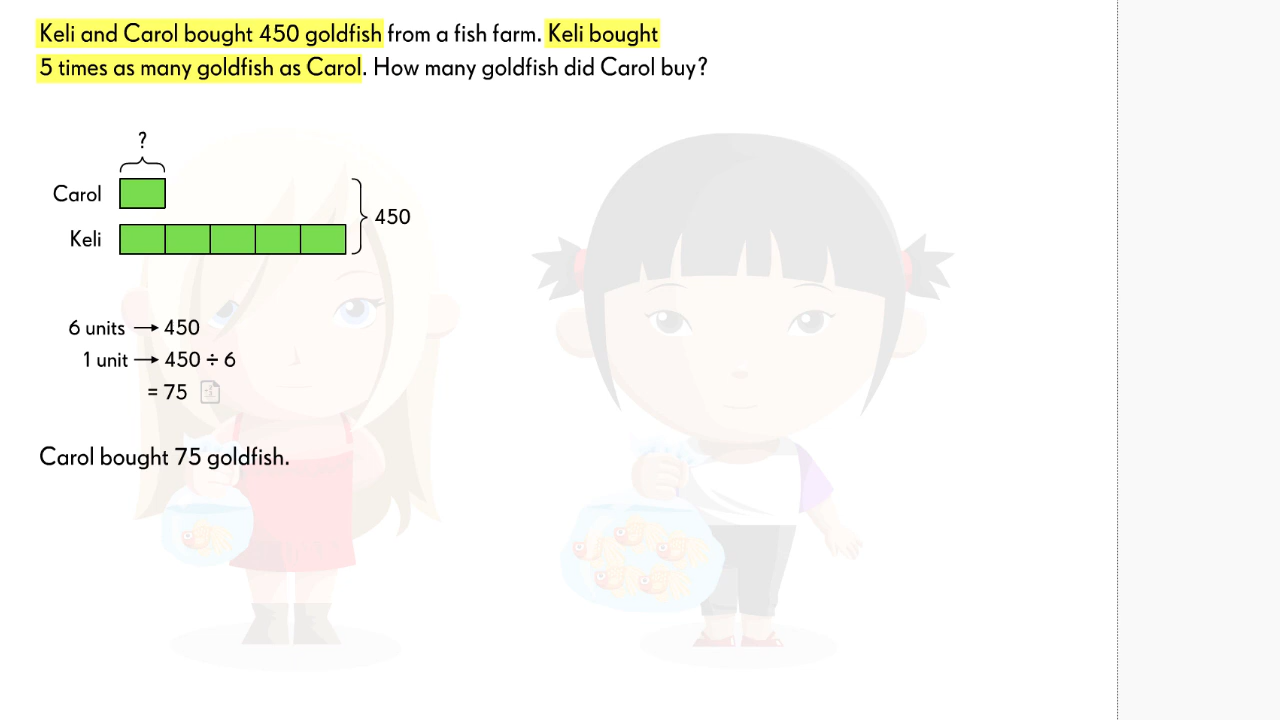 Keli and Carol bought 450 goldfish from a fish farm. Keli bought
5 times as many goldfish as Carol. How many goldfish did Carol buy?
?
Carol
Keli
450
6 units → 450
1 unit → 450 ÷ 6
= 75
Carol bought 75 goldfish.